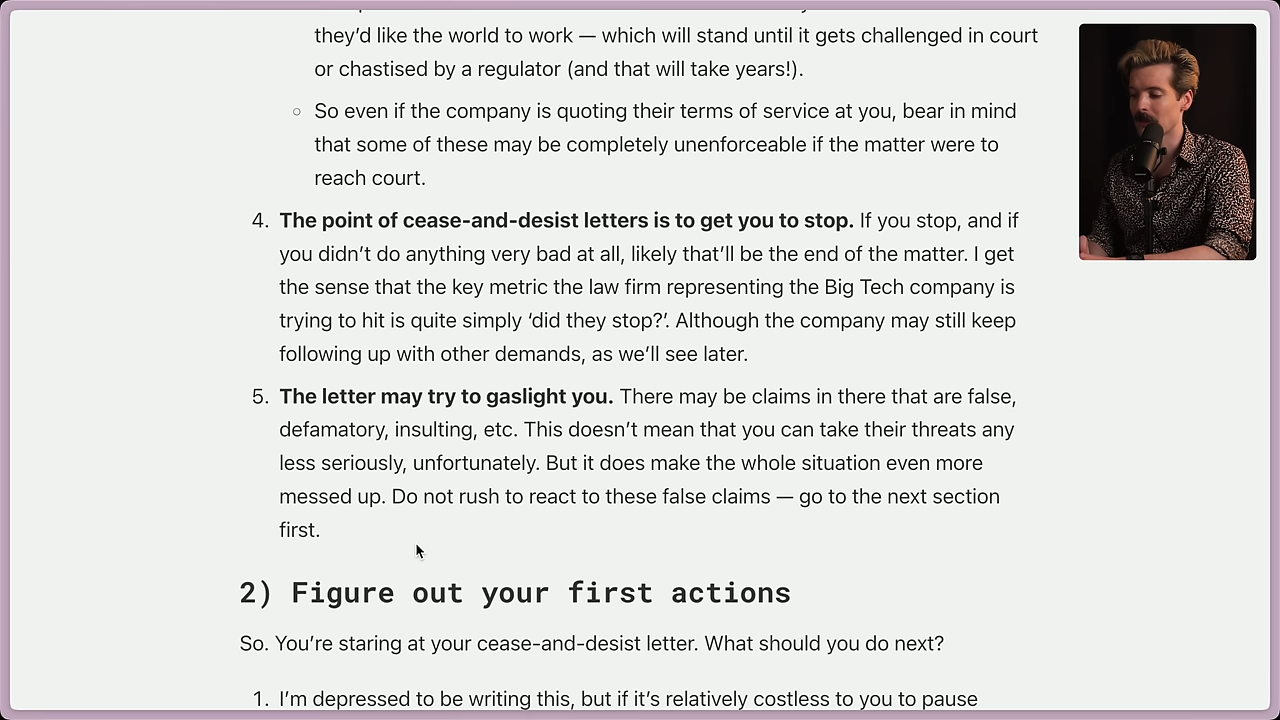 they'd like the world to work — which will stand until it gets challenged in court
or chastised by a regulator (and that will take years!).
○ So even if the company is quoting their terms of service at you, bear in mind
that some of these may be completely unenforceable if the matter were to
reach court.
4. The point of cease-and-desist letters is to get you to stop. If you stop, and if
you didn't do anything very bad at all, likely that'll be the end of the matter. I get
the sense that the key metric the law firm representing the Big Tech company is
trying to hit is quite simply ‘did they stop?’. Although the company may still keep
following up with other demands, as we'll see later.
5. The letter may try to gaslight you. There may be claims in there that are false,
defamatory, insulting, etc. This doesn't mean that you can take their threats any
less seriously, unfortunately. But it does make the whole situation even more
messed up. Do not rush to react to these false claims — go to the next section
first.
2) Figure out your first actions
So. You're staring at your cease-and-desist letter. What should you do next?
1. I'm depressed to be writing this, but if it's relatively costless to you to pause